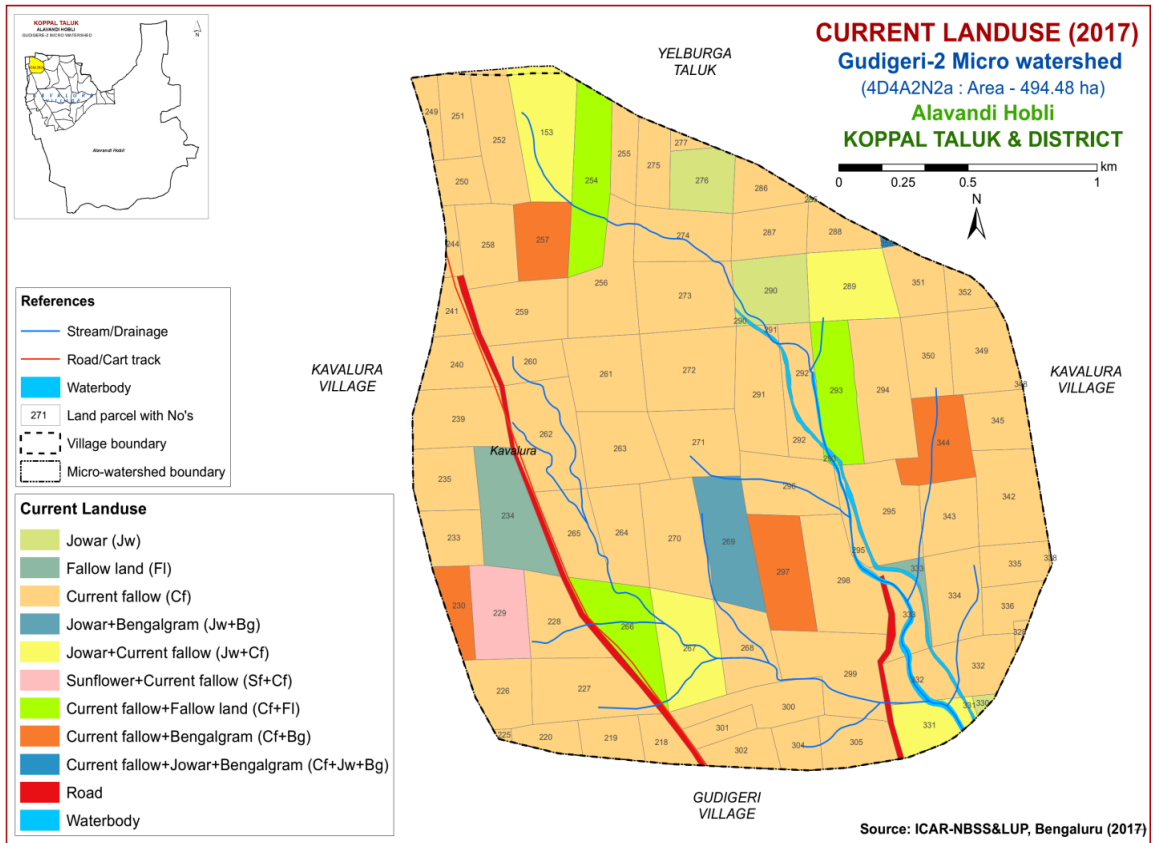 KOPPAL TALUK
ALAVANDI HOBLI
GUDIGERI-2 MICRO WATERSHED
N
Alavandi Hobli
CURRENT LANDUSE (2017)
Gudigeri-2 Micro watershed
(4D4A2N2a : Area - 494.48 ha)
Alavandi Hobli
KOPPAL TALUK & DISTRICT
km
0 0.25 0.5 1
N
YELBURGA
TALUK
KAVALURA
VILLAGE
KAVALURA
VILLAGE
GUDIGERI
VILLAGE
Kavalura
References
Stream/Drainage
Road/Cart track
Waterbody
271 Land parcel with No's
Village boundary
Micro-watershed boundary
Current Landuse
Jowar (Jw)
Fallow land (Fl)
Current fallow (Cf)
Jowar+Bengalgram (Jw+Bg)
Jowar+Current fallow (Jw+Cf)
Sunflower+Current fallow (Sf+Cf)
Current fallow+Fallow land (Cf+Fl)
Current fallow+Bengalgram (Cf+Bg)
Current fallow+Jowar+Bengalgram (Cf+Jw+Bg)
Road
Waterbody
249 251 252 153 254 255 275 277
250 276 286
244 258 257 274 287 288
256 273 290 289 351 352
241 259 290 291
240 260 261 272 292 293 294 350 349
239 262 263 271 291 292 344 345
235 234 265 264 270 269 296 295 343 342
233 297 298 295 333 334 335 338
230 229 228 266 267 268 299 336
226 227 300 332 332
225 220 219 218 301 302 304 305 331 331 330
Source: ICAR-NBSS&LUP, Bengaluru (2017)